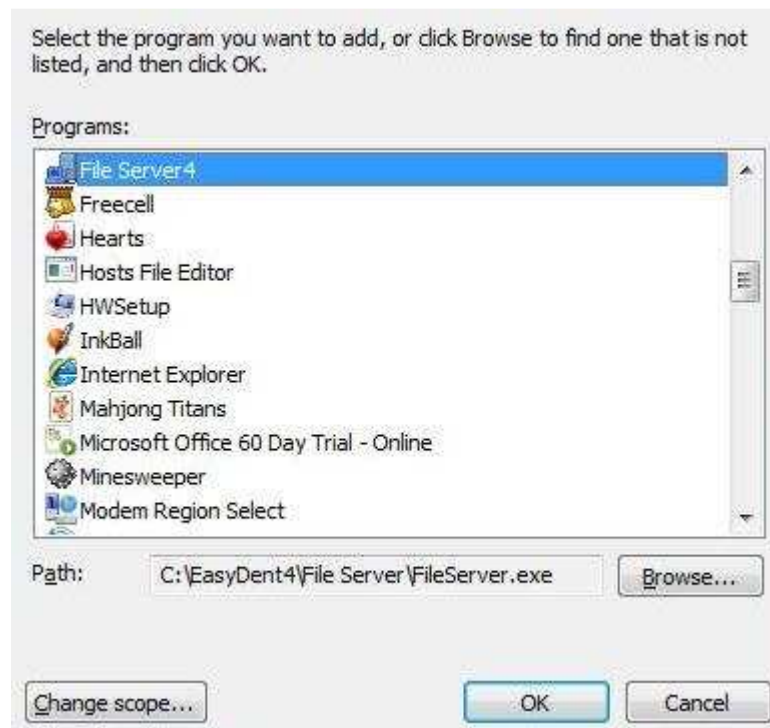 Select the program you want to add, or click Browse to find one that is not
listed, and then click OK.
Programs:
File Server4
Freecell
Hearts
Hosts File Editor
HWSetup
InkBall
Internet Explorer
Mahjong Titans
Microsoft Office 60 Day Trial - Online
Minesweeper
Modem Region Select
Path: C:\EasyDent4\File Server\FileServer.exe Browse...
Change scope... OK Cancel